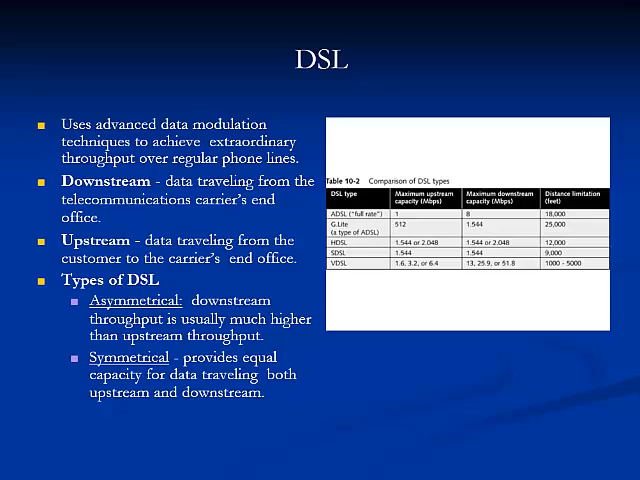 DSL
Uses advanced data modulation
techniques to achieve extraordinary
throughput over regular phone lines.
Downstream - data traveling from the
telecommunications carrier's end
office.
Upstream - data traveling from the
customer to the carrier's end office.
Types of DSL
Asymmetrical: downstream
throughput is usually much higher
than upstream throughput.
Symmetrical - provides equal
capacity for data traveling both
upstream and downstream.
Table 10-2 Comparison of DSL types
DSL type Maximum upstream Maximum downstream Distance limitation
capacity (Mbps) capacity (Mbps) (feet)
ADSL ("full rate") 1 8 18,000
G.Lite 512 1.544 25,000
(a type of ADSL)
HDSL 1.544 or 2.048 1.544 or 2.048 12,000
SDSL 1.544 1.544 9,000
VDSL 1.6, 3.2, or 6.4 13, 25.9, or 51.8 1000 - 5000